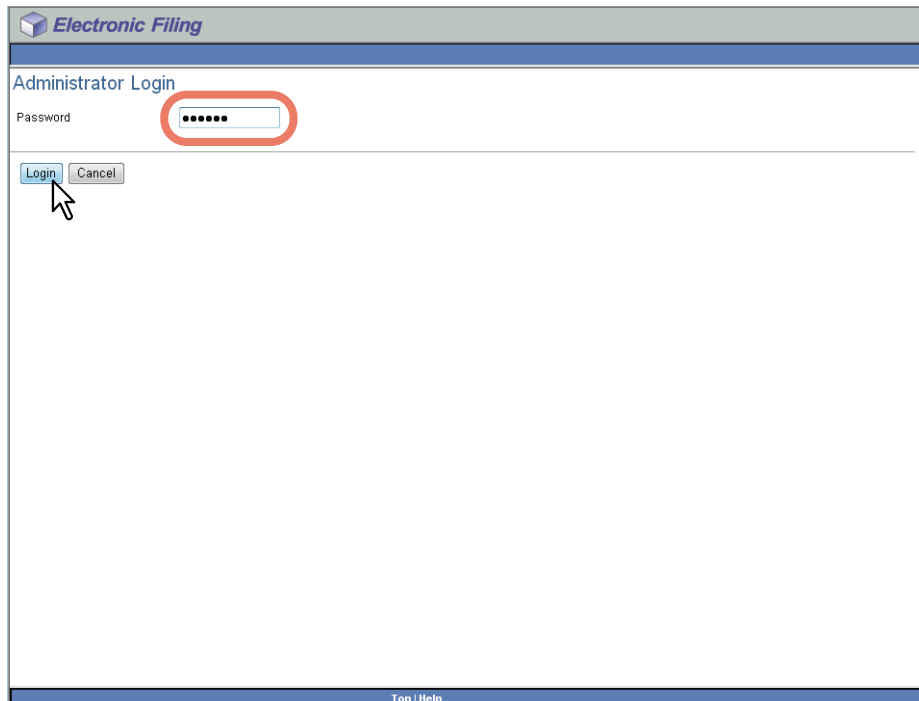 Electronic Filing
Administrator Login
Password ••••••
Login Cancel
Top | Help